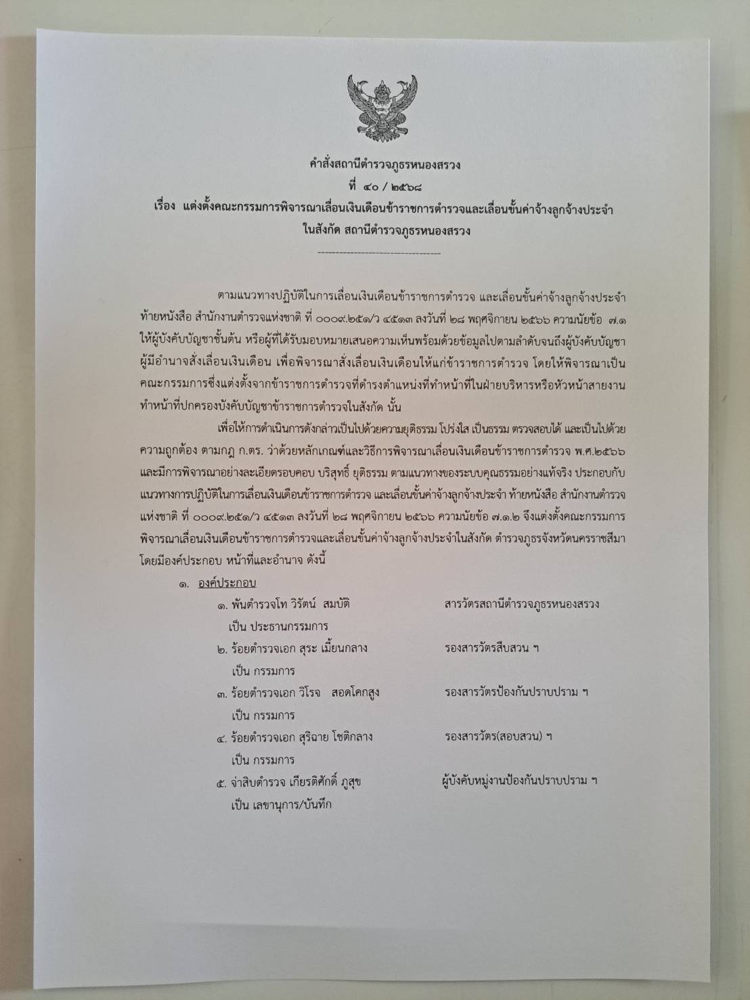 คำสั่งสถานีตำรวจภูธรหนองสรวง
ที่ ๔๐ / ๒๕๖๘
เรื่อง แต่งตั้งคณะกรรมการพิจารณาเลื่อนเงินเดือนข้าราชการตำรวจและเลื่อนขั้นค่าจ้างลูกจ้างประจำ
ในสังกัด สถานีตำรวจภูธรหนองสรวง
-----------------------------------
ตามแนวทางปฏิบัติในการเลื่อนเงินเดือนข้าราชการตำรวจ และเลื่อนขั้นค่าจ้างลูกจ้างประจำ
ท้ายหนังสือ สำนักงานตำรวจแห่งชาติ ที่ ๐๐๐๙.๒๕๑/ว ๔๕๑๓ ลงวันที่ ๒๘ พฤศจิกายน ๒๕๖๖ ความนัยข้อ ๗.๑
ให้ผู้บังคับบัญชาชั้นต้น หรือผู้ที่ได้รับมอบหมายเสนอความเห็นพร้อมด้วยข้อมูลไปตามลำดับจนถึงผู้บังคับบัญชา
ผู้มีอำนาจสั่งเลื่อนเงินเดือน เพื่อพิจารณาสั่งเลื่อนเงินเดือนให้แก่ข้าราชการตำรวจ โดยให้พิจารณาเป็น
คณะกรรมการซึ่งแต่งตั้งจากข้าราชการตำรวจที่ดำรงตำแหน่งที่ทำหน้าที่ในฝ่ายบริหารหรือหัวหน้าสายงาน
ทำหน้าที่ปกครองบังคับบัญชาข้าราชการตำรวจในสังกัด นั้น
เพื่อให้การดำเนินการดังกล่าวเป็นไปด้วยความยุติธรรม โปร่งใส เป็นธรรม ตรวจสอบได้ และเป็นไปด้วย
ความถูกต้อง ตามกฎ ก.ตร. ว่าด้วยหลักเกณฑ์และวิธีการพิจารณาเลื่อนเงินเดือนข้าราชการตำรวจ พ.ศ.๒๕๖๖
และมีการพิจารณาอย่างละเอียดรอบคอบ บริสุทธิ์ ยุติธรรม ตามแนวทางของระบบคุณธรรมอย่างแท้จริง ประกอบกับ
แนวทางการปฏิบัติในการเลื่อนเงินเดือนข้าราชการตำรวจ และเลื่อนขั้นค่าจ้างลูกจ้างประจำ ท้ายหนังสือ สำนักงานตำรวจ
แห่งชาติ ที่ ๐๐๐๙.๒๕๑/ว ๔๕๑๓ ลงวันที่ ๒๘ พฤศจิกายน ๒๕๖๖ ความนัยข้อ ๗.๑.๒ จึงแต่งตั้งคณะกรรมการ
พิจารณาเลื่อนเงินเดือนข้าราชการตำรวจและเลื่อนขั้นค่าจ้างลูกจ้างประจำในสังกัด ตำรวจภูธรจังหวัดนครราชสีมา
โดยมีองค์ประกอบ หน้าที่และอำนาจ ดังนี้
๑. องค์ประกอบ
๑. พันตำรวจโท วิรัตน์ สมบัติ สารวัตรสถานีตำรวจภูธรหนองสรวง
เป็น ประธานกรรมการ
๒. ร้อยตำรวจเอก สุระ เมี้ยนกลาง รองสารวัตรสืบสวน ฯ
เป็น กรรมการ
๓. ร้อยตำรวจเอก วิโรจ สอดโคกสูง รองสารวัตรป้องกันปราบปราม ฯ
เป็น กรรมการ
๔. ร้อยตำรวจเอก สุริฉาย โชติกลาง รองสารวัตร(สอบสวน) ฯ
เป็น กรรมการ
๕. จ่าสิบตำรวจ เกียรติศักดิ์ ภูสุข ผู้บังคับหมู่งานป้องกันปราบปราม ฯ
เป็น เลขานุการ/บันทึก